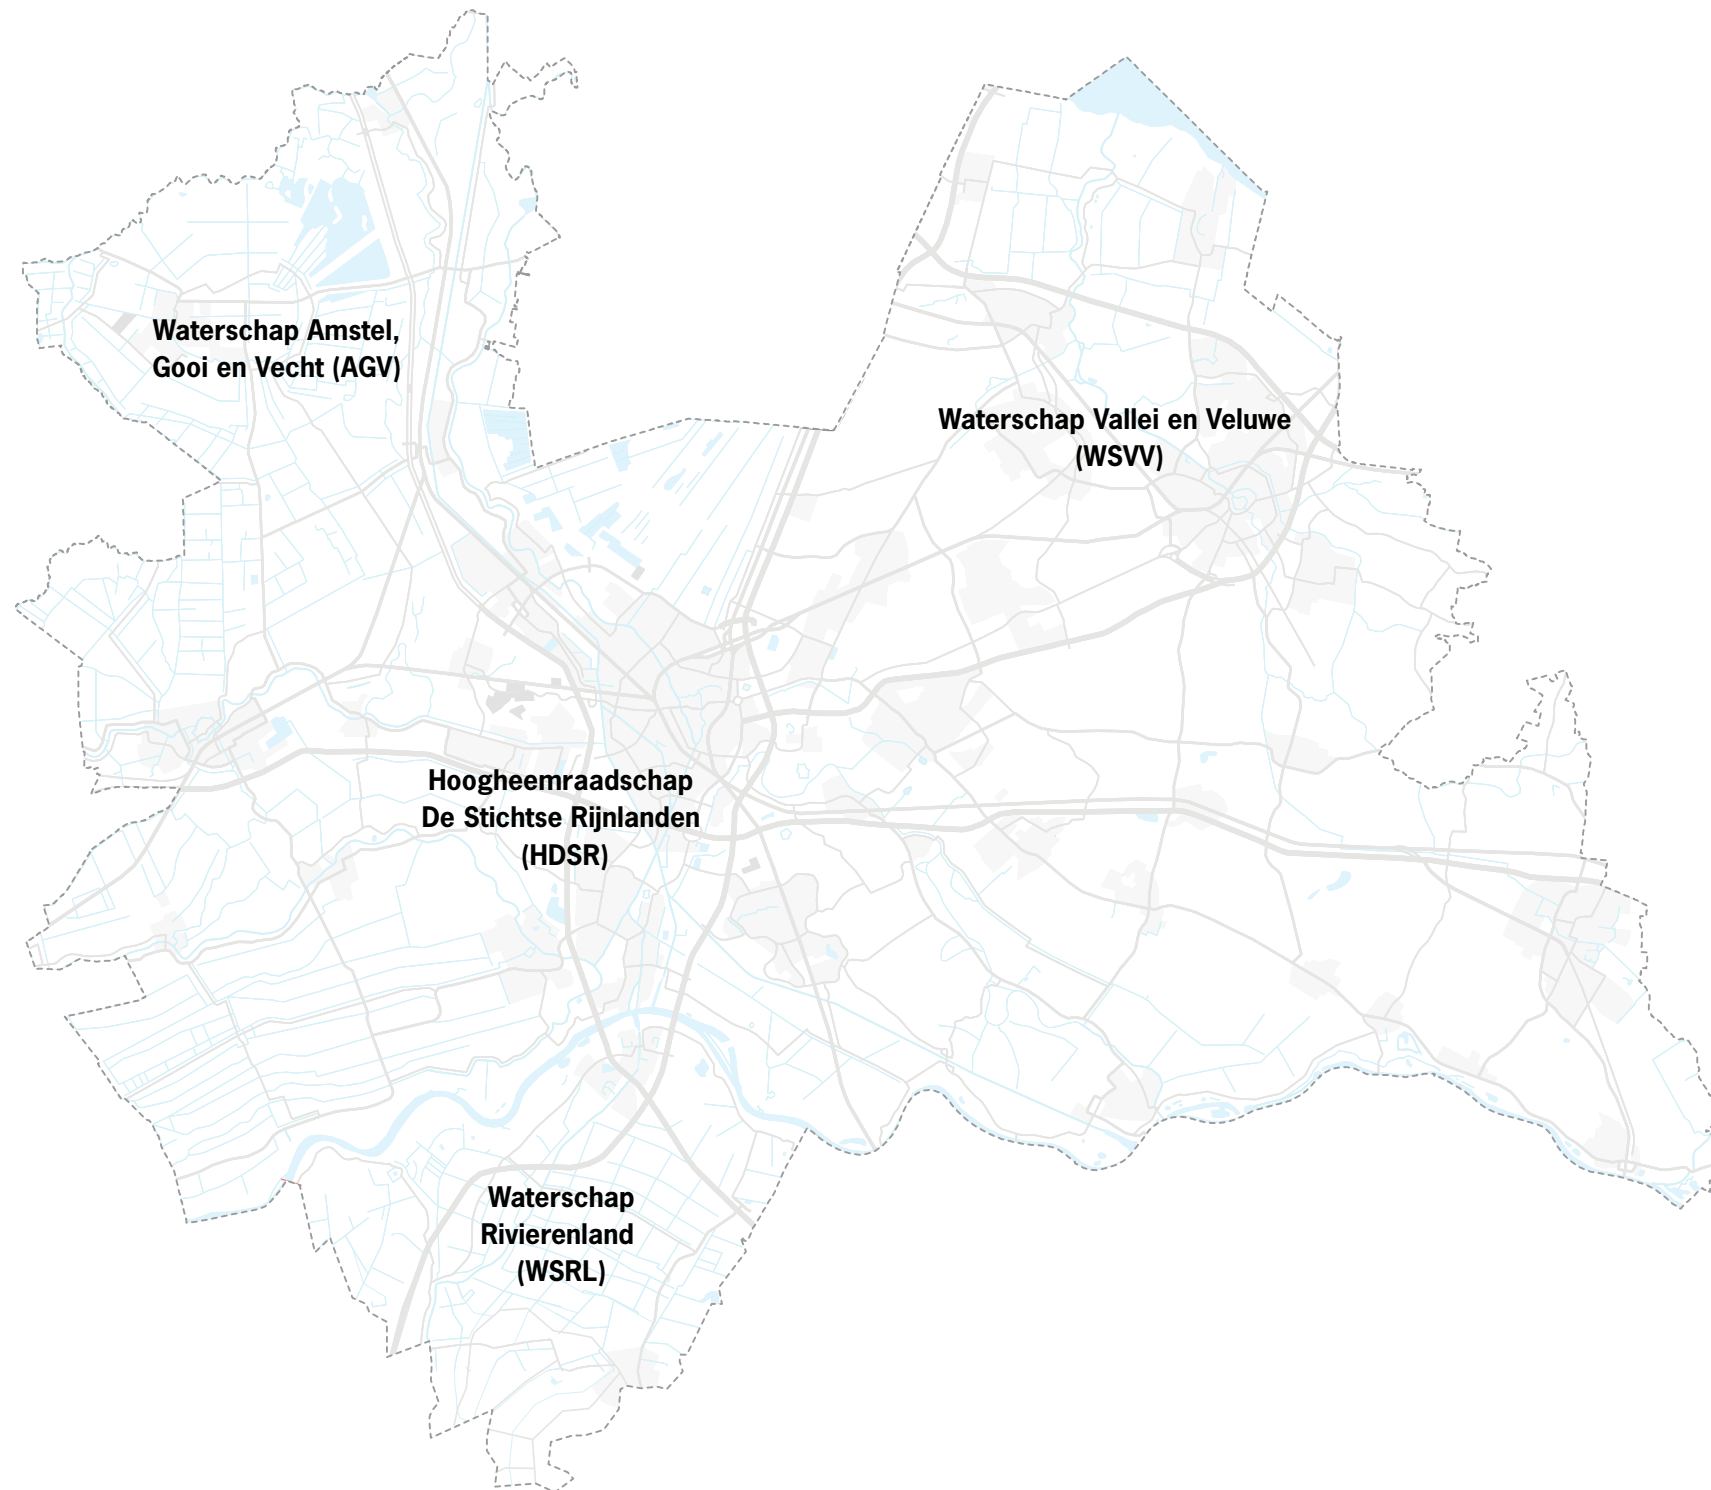 Waterschap Amstel,
Gooi en Vecht (AGV)
Waterschap Vallei en Veluwe
(WSVV)
Hoogheemraadschap
De Stichtse Rijnlanden
(HDSR)
Waterschap
Rivierenland
(WSRL)